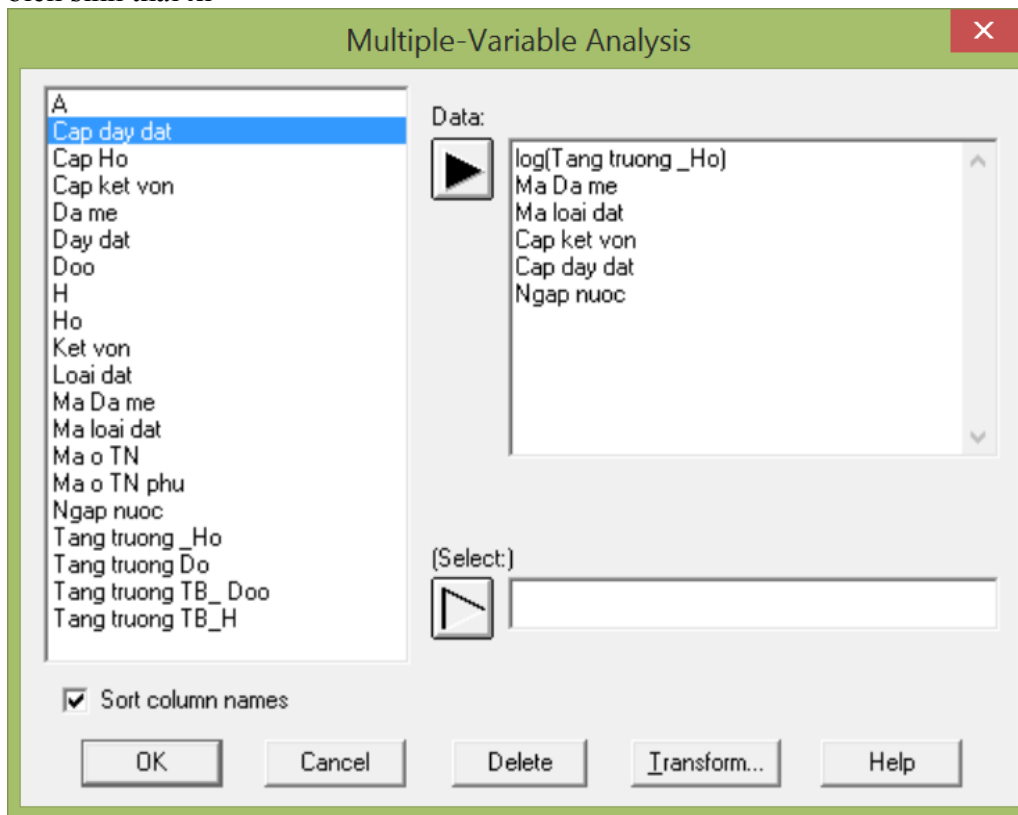 Multiple-Variable Analysis
A
Cap day dat
Cap Ho
Cap ket von
Da me
Day dat
Doo
H
Ho
Ket von
Loai dat
Ma Da me
Ma loai dat
Ma o TN
Ma o TN phu
Ngap nuoc
Tang truong _Ho
Tang truong Do
Tang truong TB_ Doo
Tang truong TB_H
Data:
log(Tang truong _Ho)
Ma Da me
Ma loai dat
Cap ket von
Cap day dat
Ngap nuoc
(Select:)
Sort column names
OK
Cancel
Delete
Transform...
Help